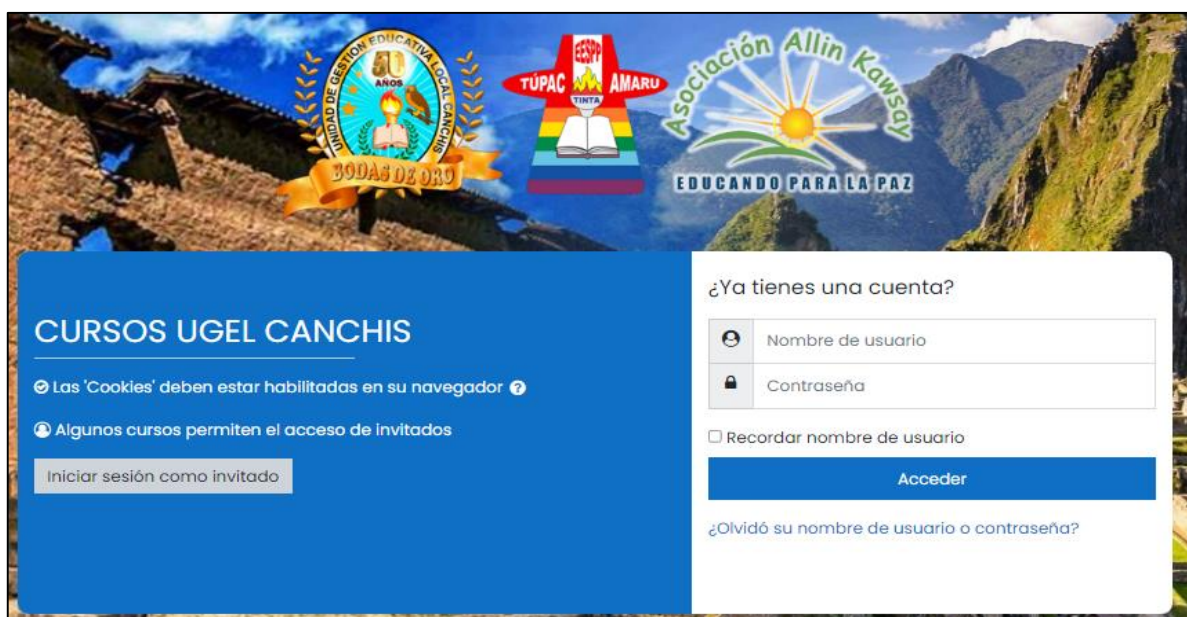 UNIDAD DE GESTIÓN EDUCATIVA LOCAL CANCHIS
50
AÑOS
BODAS DE ORO
EESPP
TÚPAC AMARU
TINTA
Asociación Allin Kawsay
EDUCANDO PARA LA PAZ
CURSOS UGEL CANCHIS
Las 'Cookies' deben estar habilitadas en su navegador ?
Algunos cursos permiten el acceso de invitados
Iniciar sesión como invitado
¿Ya tienes una cuenta?
Nombre de usuario
Contraseña
Recordar nombre de usuario
Acceder
¿Olvidó su nombre de usuario o contraseña?